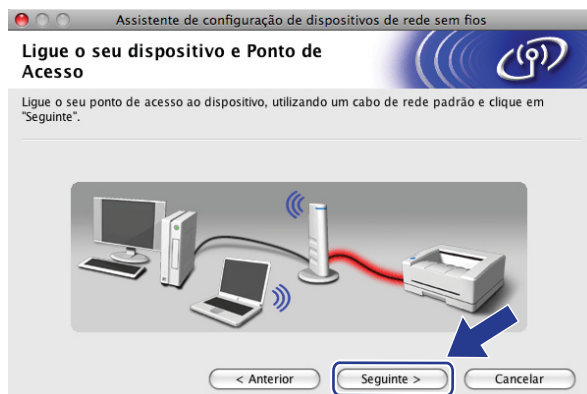 Assistente de configuração de dispositivos de rede sem fios
Ligue o seu dispositivo e Ponto de
Acesso
Ligue o seu ponto de acesso ao dispositivo, utilizando um cabo de rede padrão e clique em
"Seguinte".
< Anterior
Seguinte >
Cancelar